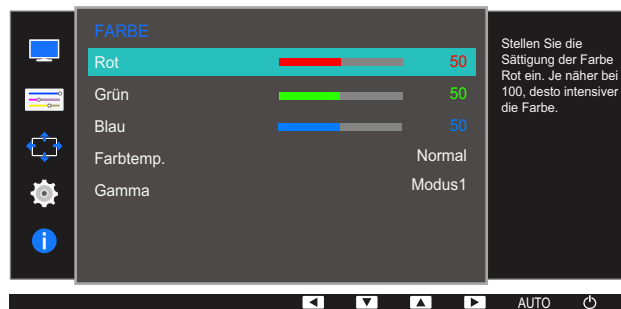 FARBE
Rot 50
Grün 50
Blau 50
Farbtemp. Normal
Gamma Modus1
Stellen Sie die
Sättigung der Farbe
Rot ein. Je näher bei
100, desto intensiver
die Farbe.
AUTO